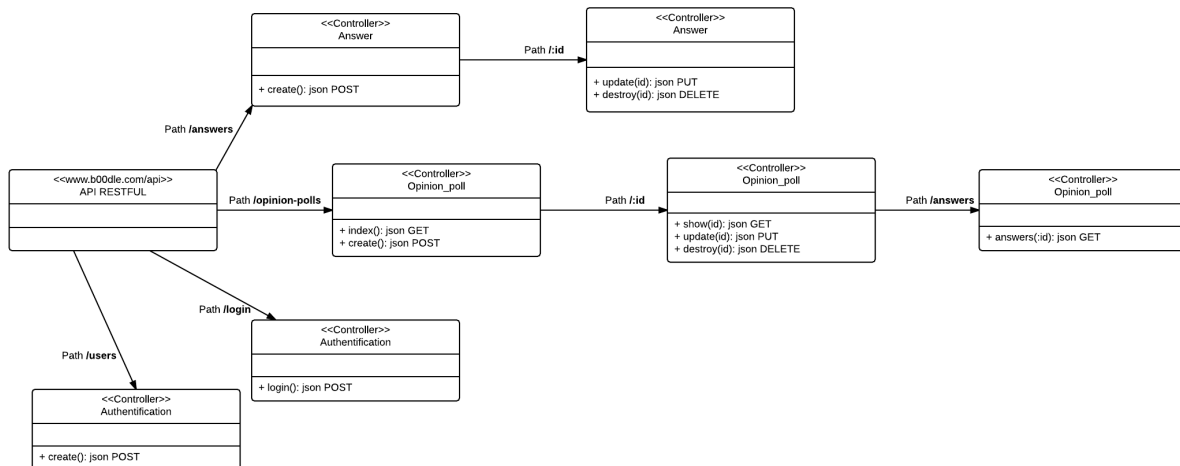 <<Controller>>
Answer
+ create(): json POST
Path /:id
<<Controller>>
Answer
+ update(id): json PUT
+ destroy(id): json DELETE
Path /answers
<<www.b00dle.com/api>>
API RESTFUL
Path /opinion-polls
<<Controller>>
Opinion_poll
+ index(): json GET
+ create(): json POST
Path /:id
<<Controller>>
Opinion_poll
+ show(id): json GET
+ update(id): json PUT
+ destroy(id): json DELETE
Path /answers
<<Controller>>
Opinion_poll
+ answers(:id): json GET
Path /login
<<Controller>>
Authentification
+ login(): json POST
Path /users
<<Controller>>
Authentification
+ create(): json POST